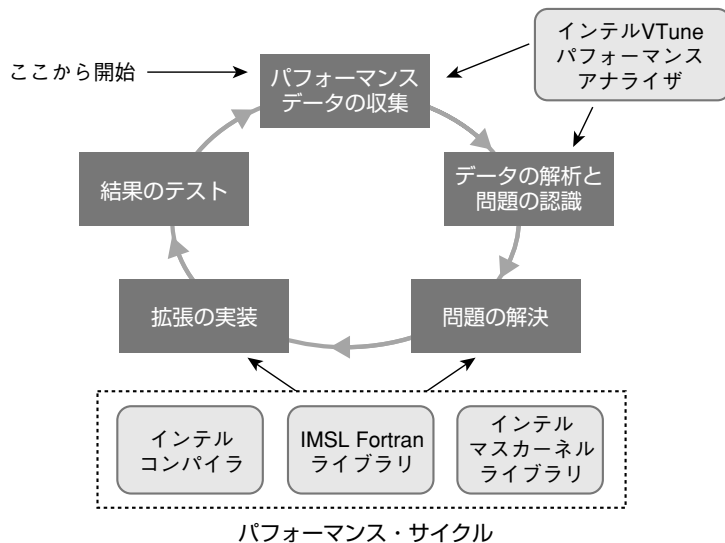 インテルVTune
パフォーマンス
アナライザ
ここから開始
パフォーマンス
データの収集
結果のテスト
データの解析と
問題の認識
拡張の実装
問題の解決
インテル
コンパイラ
IMSL Fortran
ライブラリ
インテル
マスカーネル
ライブラリ
パフォーマンス・サイクル